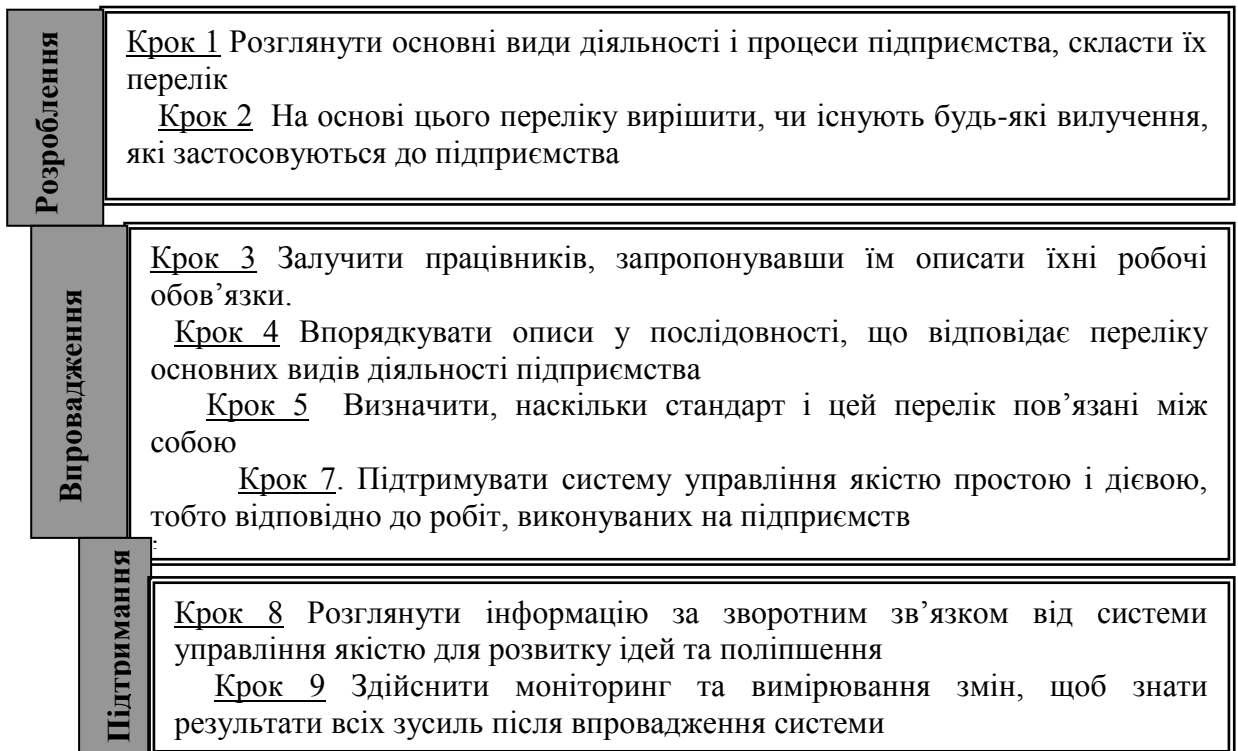 Розроблення
Крок 1 Розглянути основні види діяльності і процеси підприємства, скласти їх
перелік
Крок 2 На основі цього переліку вирішити, чи існують будь-які вилучення,
які застосовуються до підприємства
Впровадження
Крок 3 Залучити працівників, запропонувавши їм описати їхні робочі
обов’язки.
Крок 4 Впорядкувати описи у послідовності, що відповідає переліку
основних видів діяльності підприємства
Крок 5 Визначити, наскільки стандарт і цей перелік пов’язані між
собою
Крок 7. Підтримувати систему управління якістю простою і дієвою,
тобто відповідно до робіт, виконуваних на підприємств
Підтримання
Крок 8 Розглянути інформацію за зворотним зв’язком від системи
управління якістю для розвитку ідей та поліпшення
Крок 9 Здійснити моніторинг та вимірювання змін, щоб знати
результати всіх зусиль після впровадження системи